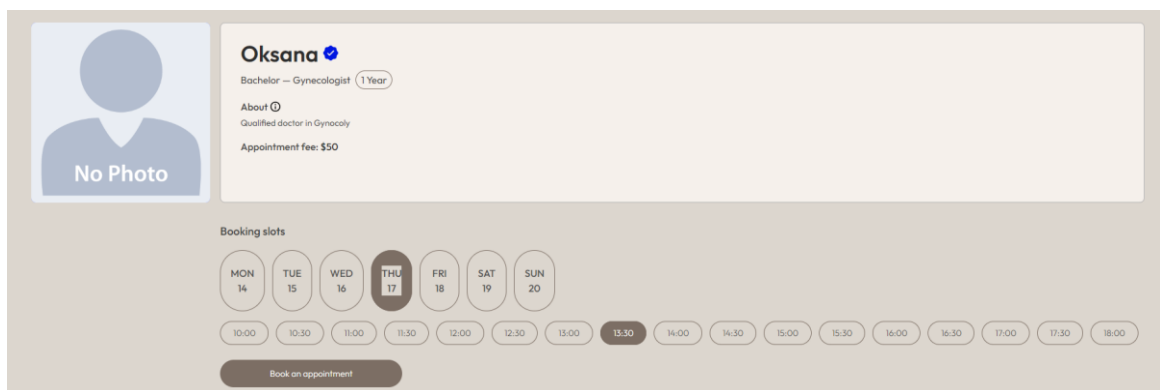 No Photo
Oksana
Bachelor — Gynecologist 1 Year
About
Qualified doctor in Gynocoly
Appointment fee: $50
Booking slots
MON TUE WED THU FRI SAT SUN
14 15 16 17 18 19 20
10:00 10:30 11:00 11:30 12:00 12:30 13:00 13:30 14:00 14:30 15:00 15:30 16:00 16:30 17:00 17:30 18:00
Book an appointment